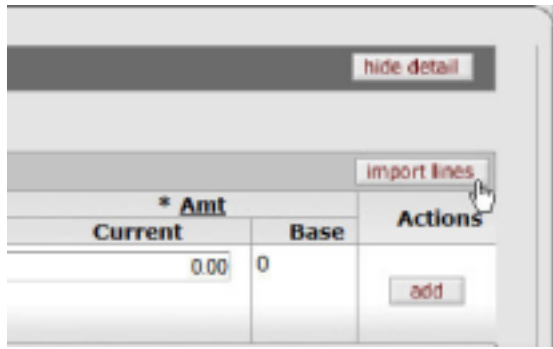 hide detail
import lines
* Amt
Current Base Actions
0.00 0
add